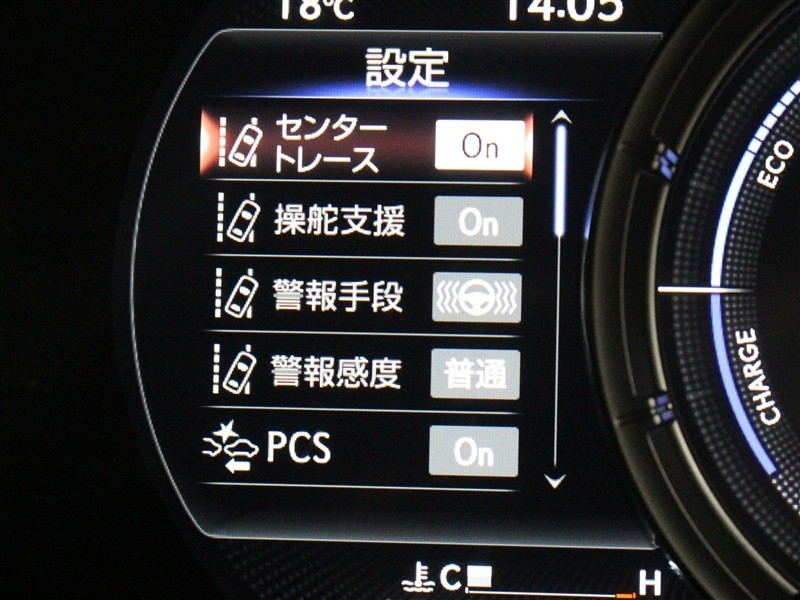 18℃
14:05
設定
センター
トレース
On
操舵支援
On
警報手段
警報感度
普通
PCS
On
ECO
CHARGE
C
H